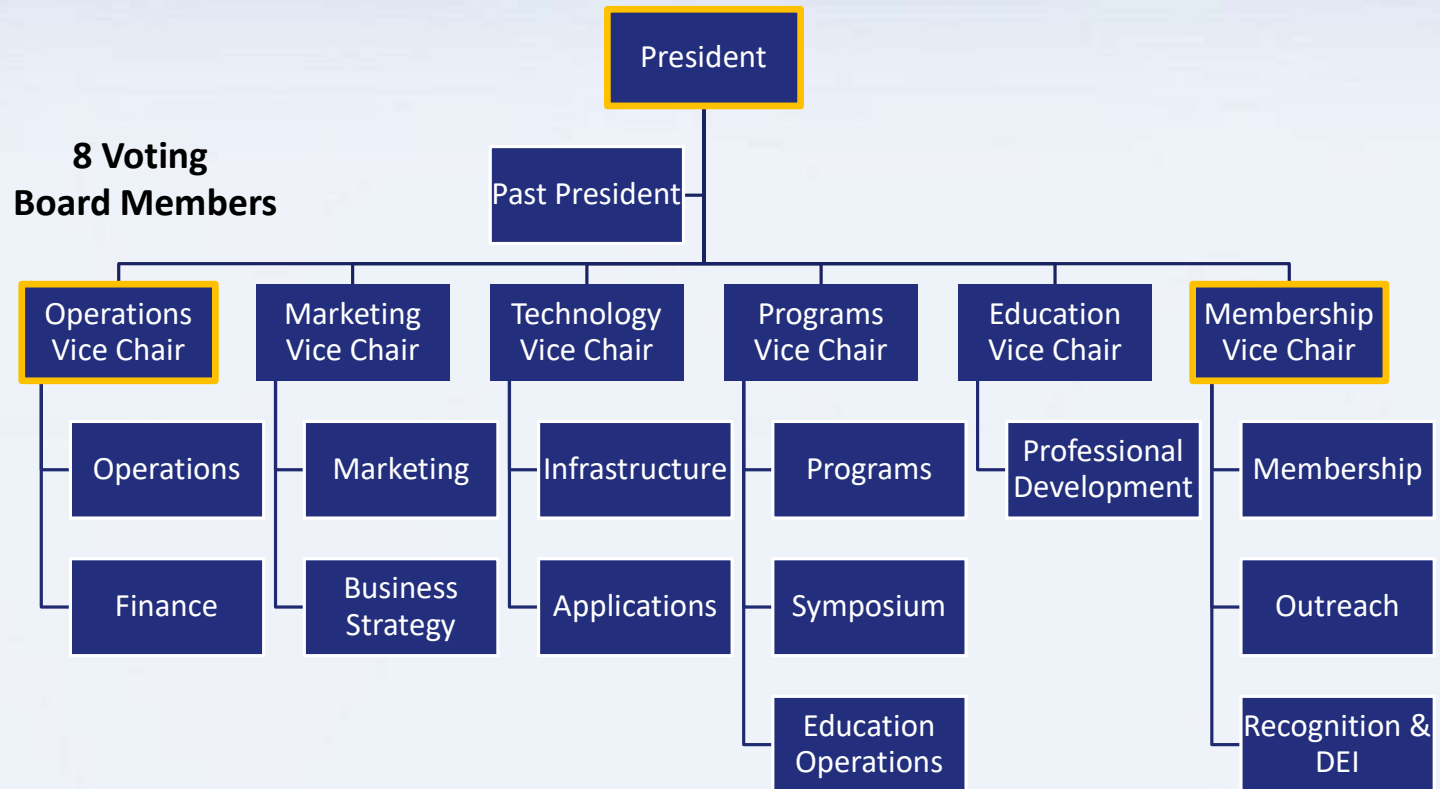 President
8 Voting
Board Members
Past President
Operations
Vice Chair
Marketing
Vice Chair
Technology
Vice Chair
Programs
Vice Chair
Education
Vice Chair
Membership
Vice Chair
Operations
Marketing
Infrastructure
Programs
Professional
Development
Membership
Finance
Business
Strategy
Applications
Symposium
Outreach
Education
Operations
Recognition &
DEI